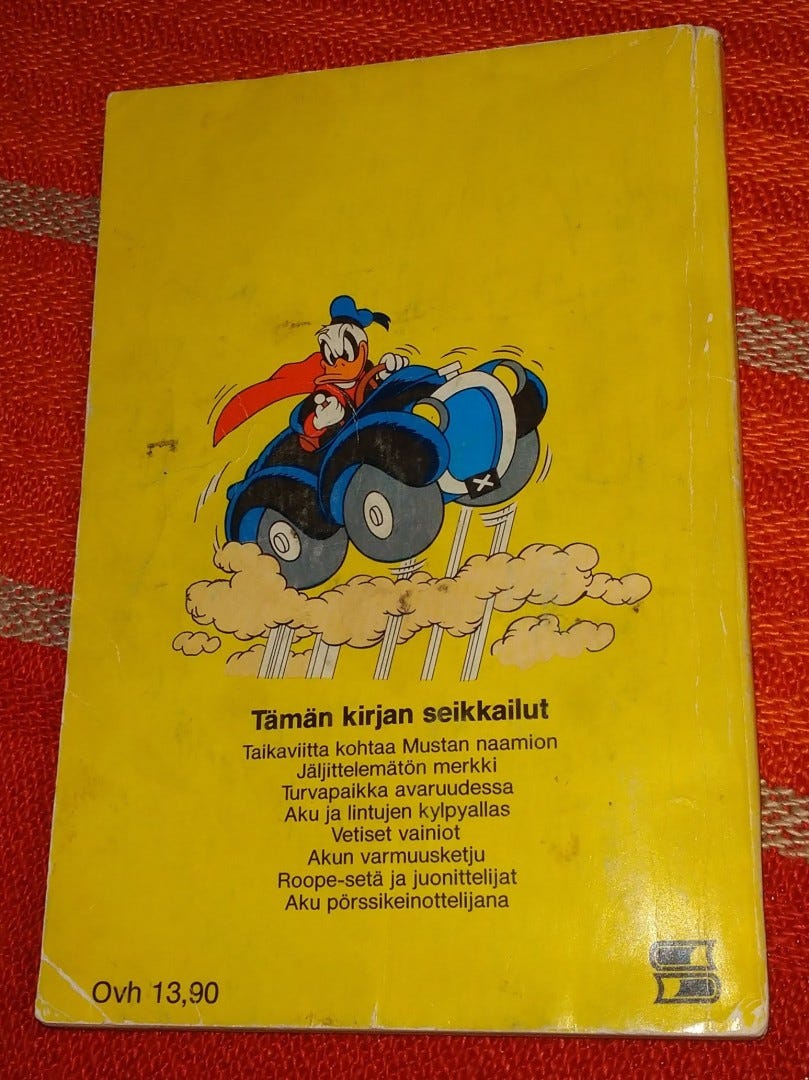 X
Tämän kirjan seikkailut
Taikaviitta kohtaa Mustan naamion
Jäljittelemätön merkki
Turvapaikka avaruudessa
Aku ja lintujen kylpyallas
Vetiset vainiot
Akun varmuusketju
Roope-setä ja juonittelijat
Aku pörssikeinottelijana
Ovh 13,90